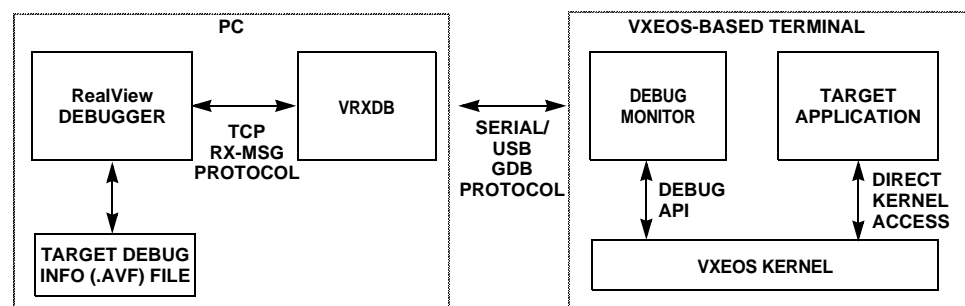 PC
RealView
DEBUGGER
TCP
RX-MSG
PROTOCOL
VRXDB
TARGET DEBUG
INFO (.AVF) FILE
SERIAL/
USB
GDB
PROTOCOL
VXEOS-BASED TERMINAL
DEBUG
MONITOR
TARGET
APPLICATION
DEBUG
API
DIRECT
KERNEL
ACCESS
VXEOS KERNEL